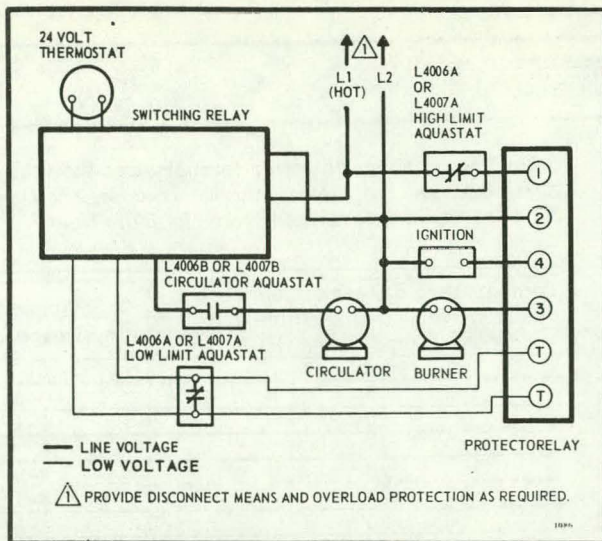 24 VOLT
THERMOSTAT
SWITCHING RELAY
1
L1
(HOT)
L2
L4006A
OR
L4007A
HIGH LIMIT
AQUASTAT
1
2
IGNITION
4
L4006B OR L4007B
CIRCULATOR AQUASTAT
3
L4006A OR L4007A
LOW LIMIT AQUASTAT
CIRCULATOR
BURNER
T
T
PROTECTORELAY
LINE VOLTAGE
LOW VOLTAGE
1 PROVIDE DISCONNECT MEANS AND OVERLOAD PROTECTION AS REQUIRED.